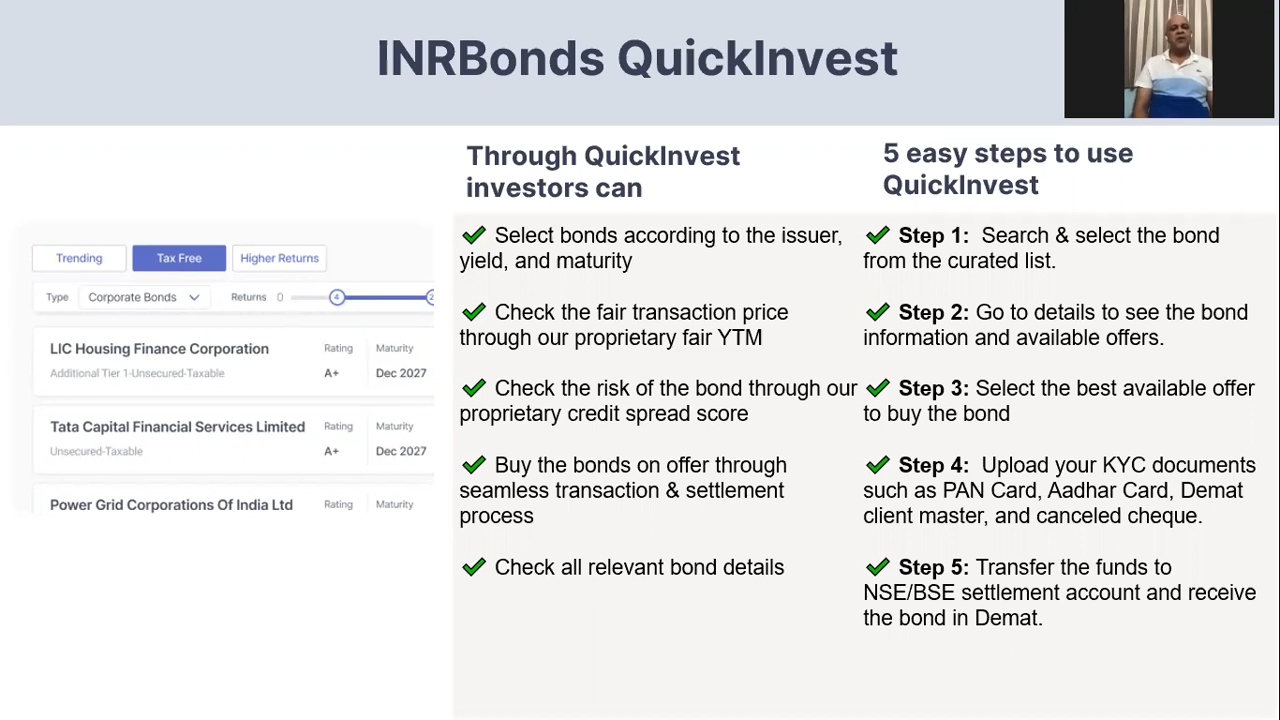 INRBonds QuickInvest
Trending
Tax Free
Higher Returns
Type
Corporate Bonds
Returns
0
4
LIC Housing Finance Corporation
Rating
Maturity
Additional Tier 1-Unsecured-Taxable
A+
Dec 2027
Tata Capital Financial Services Limited
Rating
Maturity
Unsecured-Taxable
A+
Dec 2027
Power Grid Corporations Of India Ltd
Rating
Maturity
Through QuickInvest
investors can
✔ Select bonds according to the issuer,
yield, and maturity
✔ Check the fair transaction price
through our proprietary fair YTM
✔ Check the risk of the bond through our
proprietary credit spread score
✔ Buy the bonds on offer through
seamless transaction & settlement
process
✔ Check all relevant bond details
5 easy steps to use
QuickInvest
✔ Step 1: Search & select the bond
from the curated list.
✔ Step 2: Go to details to see the bond
information and available offers.
✔ Step 3: Select the best available offer
to buy the bond
✔ Step 4: Upload your KYC documents
such as PAN Card, Aadhar Card, Demat
client master, and canceled cheque.
✔ Step 5: Transfer the funds to
NSE/BSE settlement account and receive
the bond in Demat.